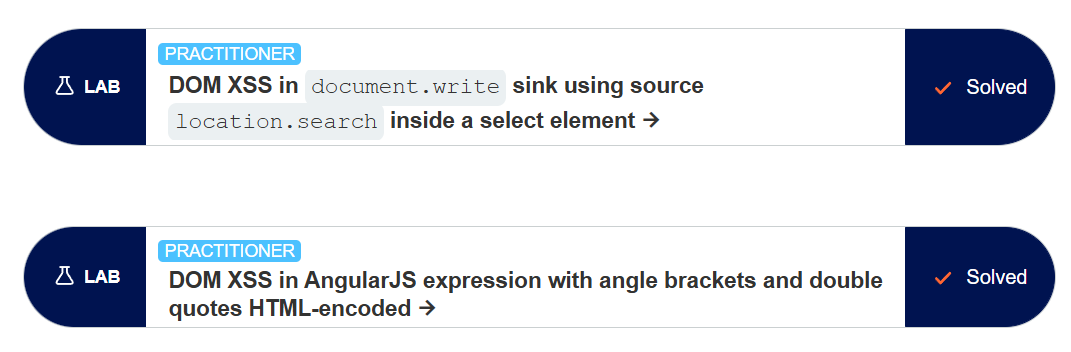 PRACTITIONER
LAB
DOM XSS in document.write sink using source
location.search inside a select element →
Solved
PRACTITIONER
LAB
DOM XSS in AngularJS expression with angle brackets and double
quotes HTML-encoded →
Solved